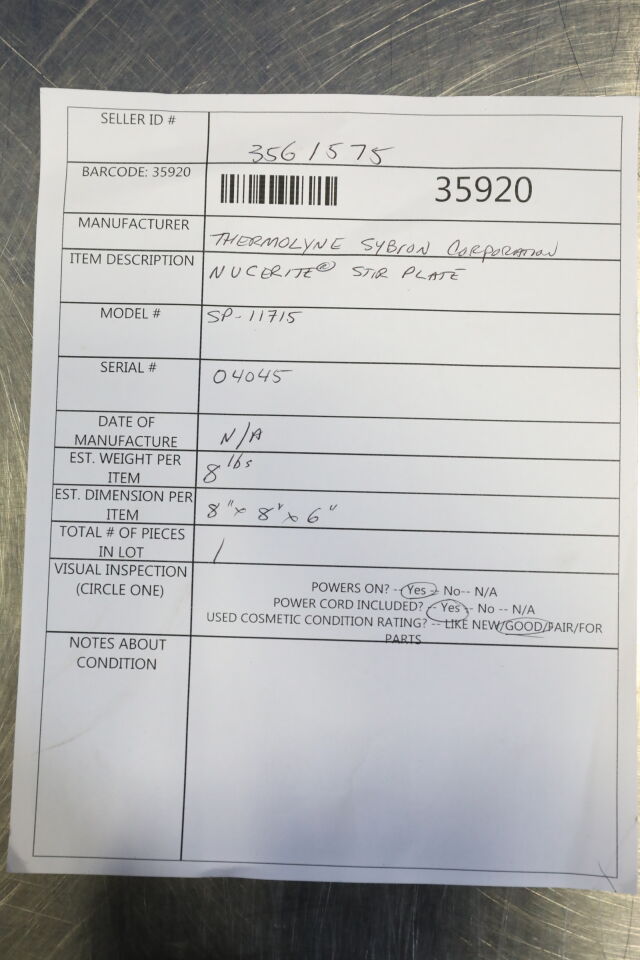 SELLER ID # 3561575
BARCODE: 35920 35920
MANUFACTURER THERMOLYNE SYBRON CORPORATION
ITEM DESCRIPTION NUCERITE® STIR PLATE
MODEL # SP-11715
SERIAL # 04045
DATE OF
MANUFACTURE N/A
EST. WEIGHT PER
ITEM 8 lbs
EST. DIMENSION PER
ITEM 8" x 8" x 6"
TOTAL # OF PIECES
IN LOT 1
VISUAL INSPECTION
(CIRCLE ONE)
POWERS ON? -- Yes -- No-- N/A
POWER CORD INCLUDED? -- Yes -- No -- N/A
USED COSMETIC CONDITION RATING? -- LIKE NEW/GOOD/FAIR/FOR
PARTS
NOTES ABOUT
CONDITION